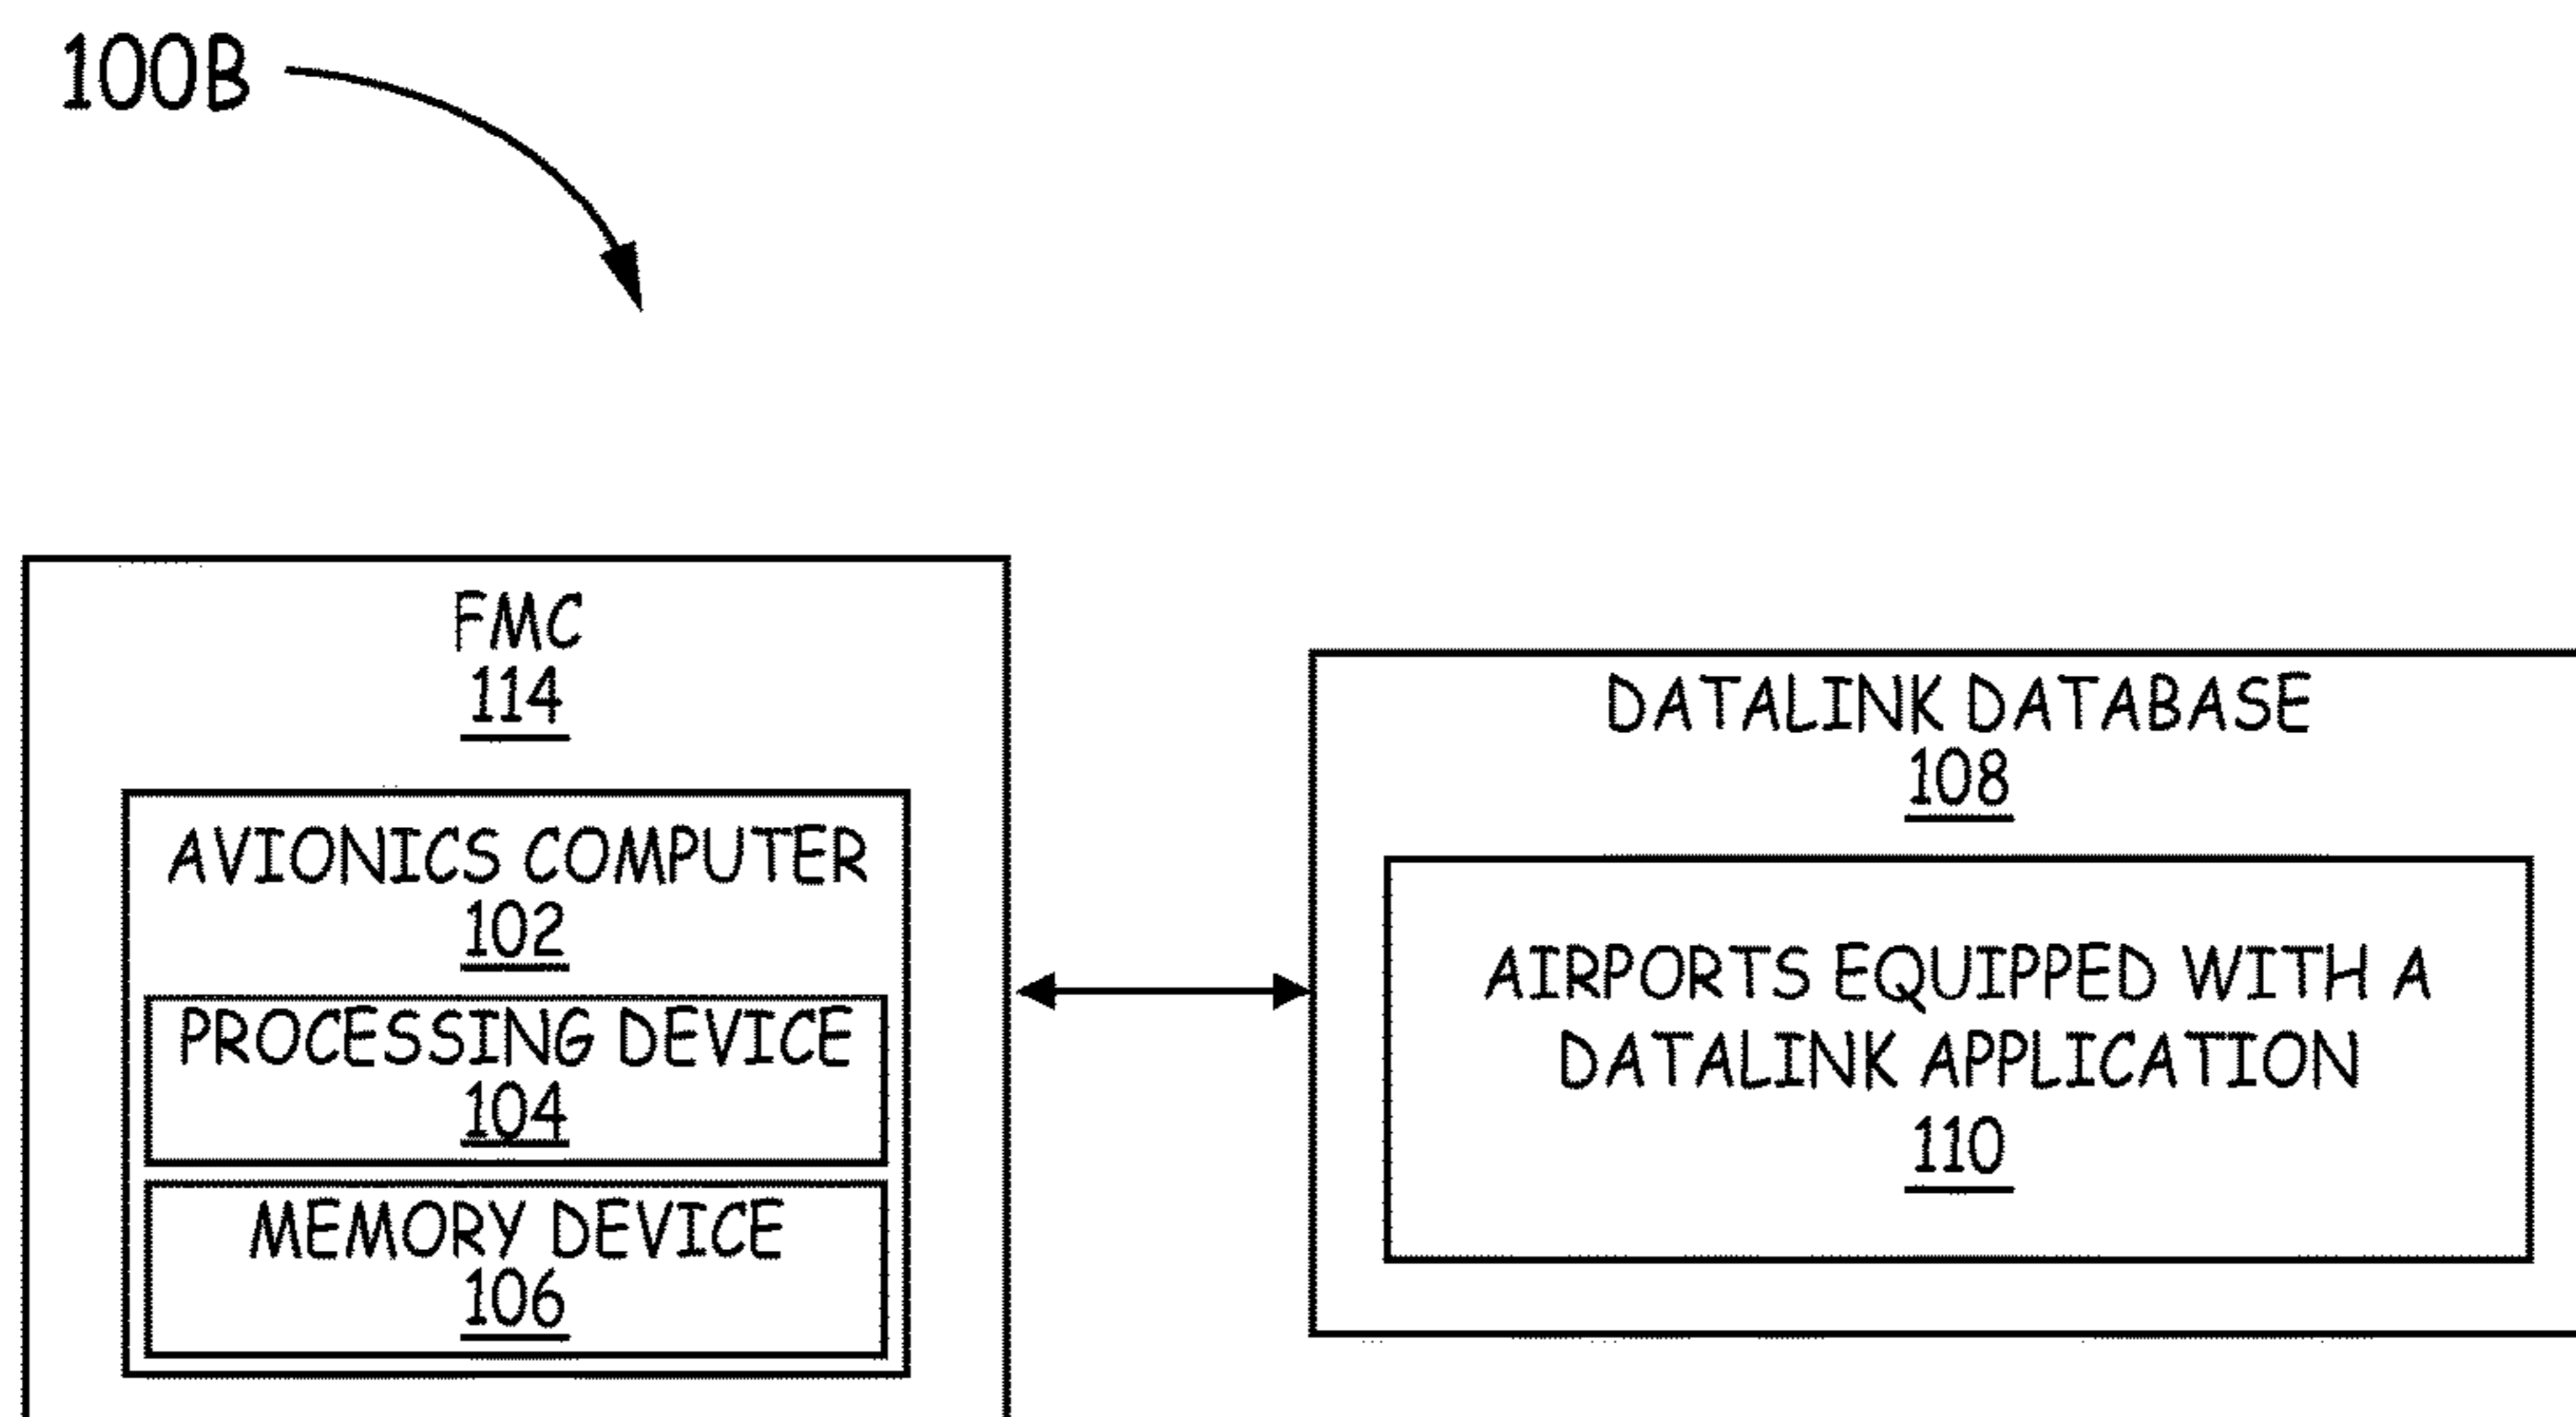 100B
FMC
114
AVIONICS COMPUTER
102
PROCESSING DEVICE
104
MEMORY DEVICE
106
DATALINK DATABASE
108
AIRPORTS EQUIPPED WITH A
DATALINK APPLICATION
110